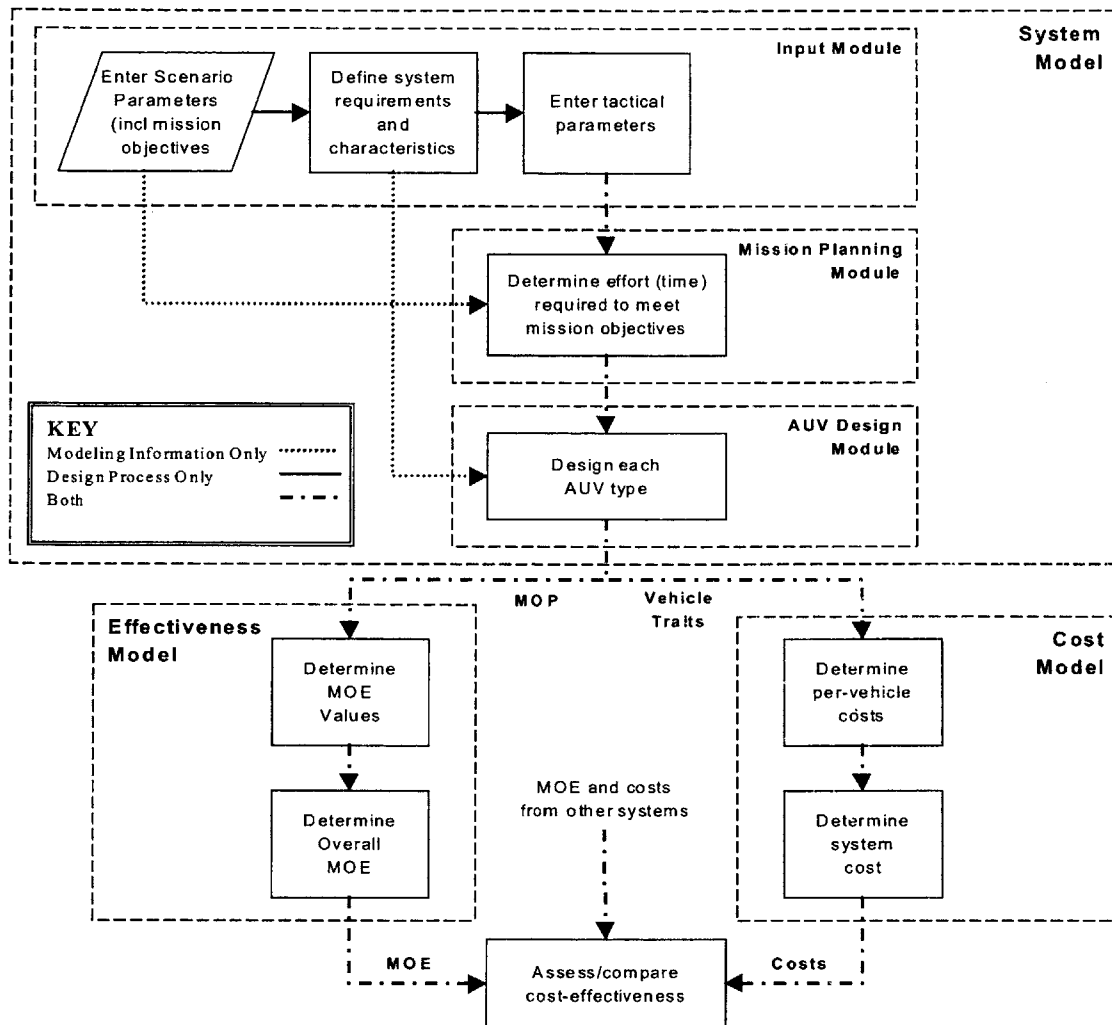 System
Model
Input Module
Enter Scenario
Parameters
(incl mission
objectives
Define system
requirements
and
characteristics
Enter tactical
parameters
Mission Planning
Module
Determine effort (time)
required to meet
mission objectives
AUV Design
Module
Design each
AUV type
KEY
Modeling Information Only
Design Process Only
Both
MOP
Vehicle
Traits
Effectiveness
Model
Determine
MOE
Values
Determine
Overall
MOE
Cost
Model
Determine
per-vehicle
costs
Determine
system
cost
MOE and costs
from other systems
MOE
Costs
Assess/compare
cost-effectiveness